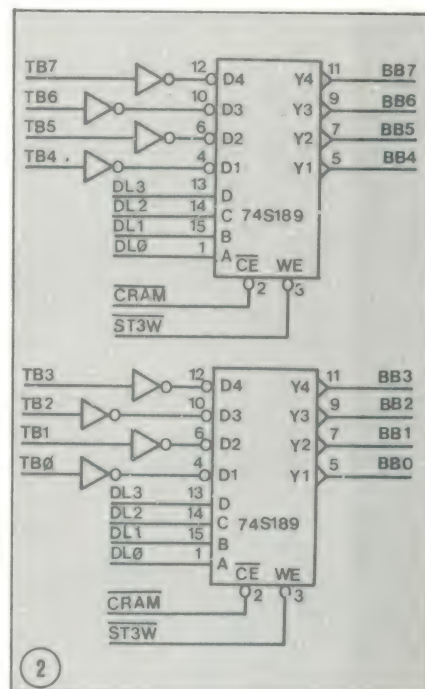 TB7 12 D4 Y4 11 BB7
TB6 10 D3 Y3 9 BB6
TB5 6 D2 Y2 7 BB5
TB4 4 D1 Y1 5 BB4
DL3 13 D
DL2 14 C 74S189
DL1 15 B
DLØ 1 A CE WE
CRAM 2 3
ST3W
TB3 12 D4 Y4 11 BB3
TB2 10 D3 Y3 9 BB2
TB1 6 D2 Y2 7 BB1
TBØ 4 D1 Y1 5 BB0
DL3 13 D
DL2 14 C 74S189
DL1 15 B
DLØ 1 A CE WE
CRAM 2 3
ST3W
2